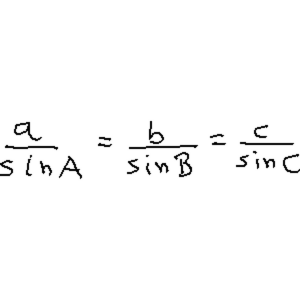 a/sinA = b/sinB = c/sinC